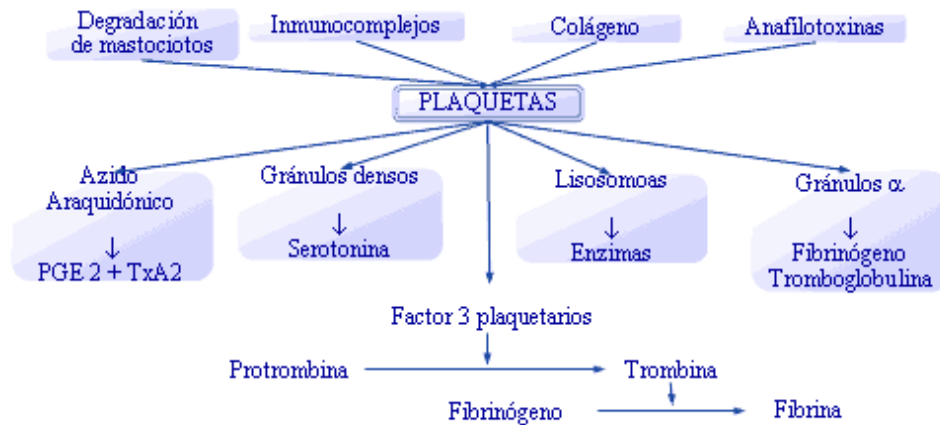 Degradación
de mastociotos
Inmunocomplejos
Colágeno
Anafilotoxinas
PLAQUETAS
Azido
Araquidónico
↓
PGE 2 + TxA2
Gránulos densos
↓
Serotonina
Lisosomoas
↓
Enzimas
Gránulos α
↓
Fibrinógeno
Tromboglobulina
Factor 3 plaquetarios
Protrombina
Trombina
Fibrinógeno
Fibrina